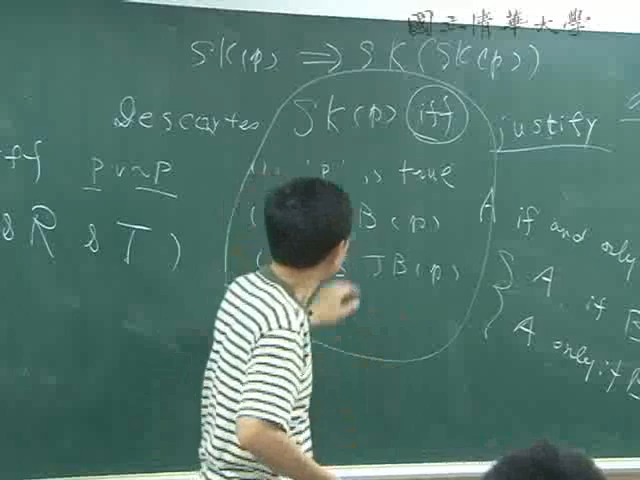 國立清華大學
SK(p) ⇒ SK(SK(p))
Descartes SK(p) iff justify
iff p ∨ ~p
"P" is true
& R & T )
B(p)
A if and only
JB(p)
A if B
A only if B